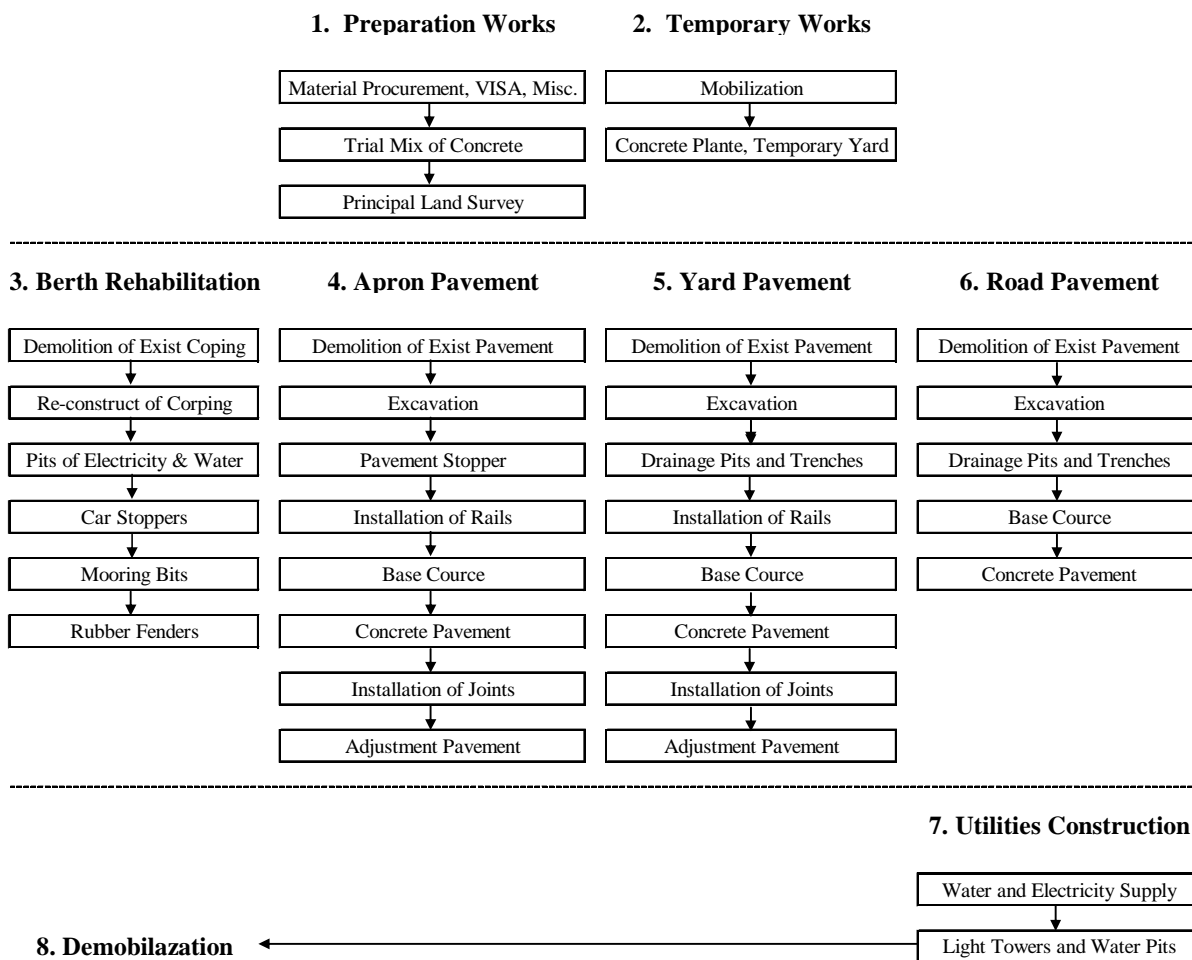 1. Preparation Works
Material Procurement, VISA, Misc.
Trial Mix of Concrete
Principal Land Survey
2. Temporary Works
Mobilization
Concrete Plante, Temporary Yard
3. Berth Rehabilitation
Demolition of Exist Coping
Re-construct of Corping
Pits of Electricity & Water
Car Stoppers
Mooring Bits
Rubber Fenders
4. Apron Pavement
Demolition of Exist Pavement
Excavation
Pavement Stopper
Installation of Rails
Base Cource
Concrete Pavement
Installation of Joints
Adjustment Pavement
5. Yard Pavement
Demolition of Exist Pavement
Excavation
Drainage Pits and Trenches
Installation of Rails
Base Cource
Concrete Pavement
Installation of Joints
Adjustment Pavement
6. Road Pavement
Demolition of Exist Pavement
Excavation
Drainage Pits and Trenches
Base Cource
Concrete Pavement
7. Utilities Construction
Water and Electricity Supply
Light Towers and Water Pits
8. Demobilazation